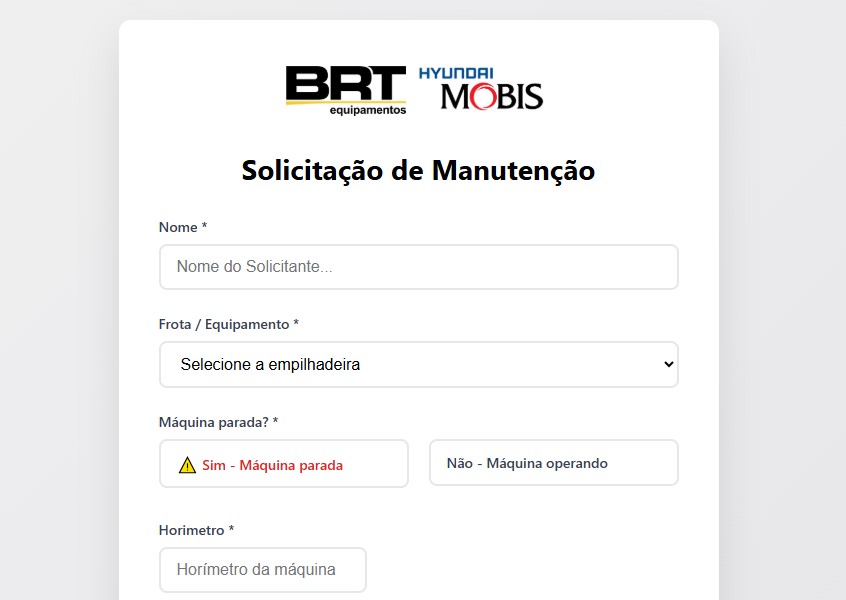 BRT
equipamentos
HYUNDAI
MOBIS
Solicitação de Manutenção
Nome *
Nome do Solicitante...
Frota / Equipamento *
Selecione a empilhadeira
Máquina parada? *
Sim - Máquina parada
Não - Máquina operando
Horimetro *
Horímetro da máquina